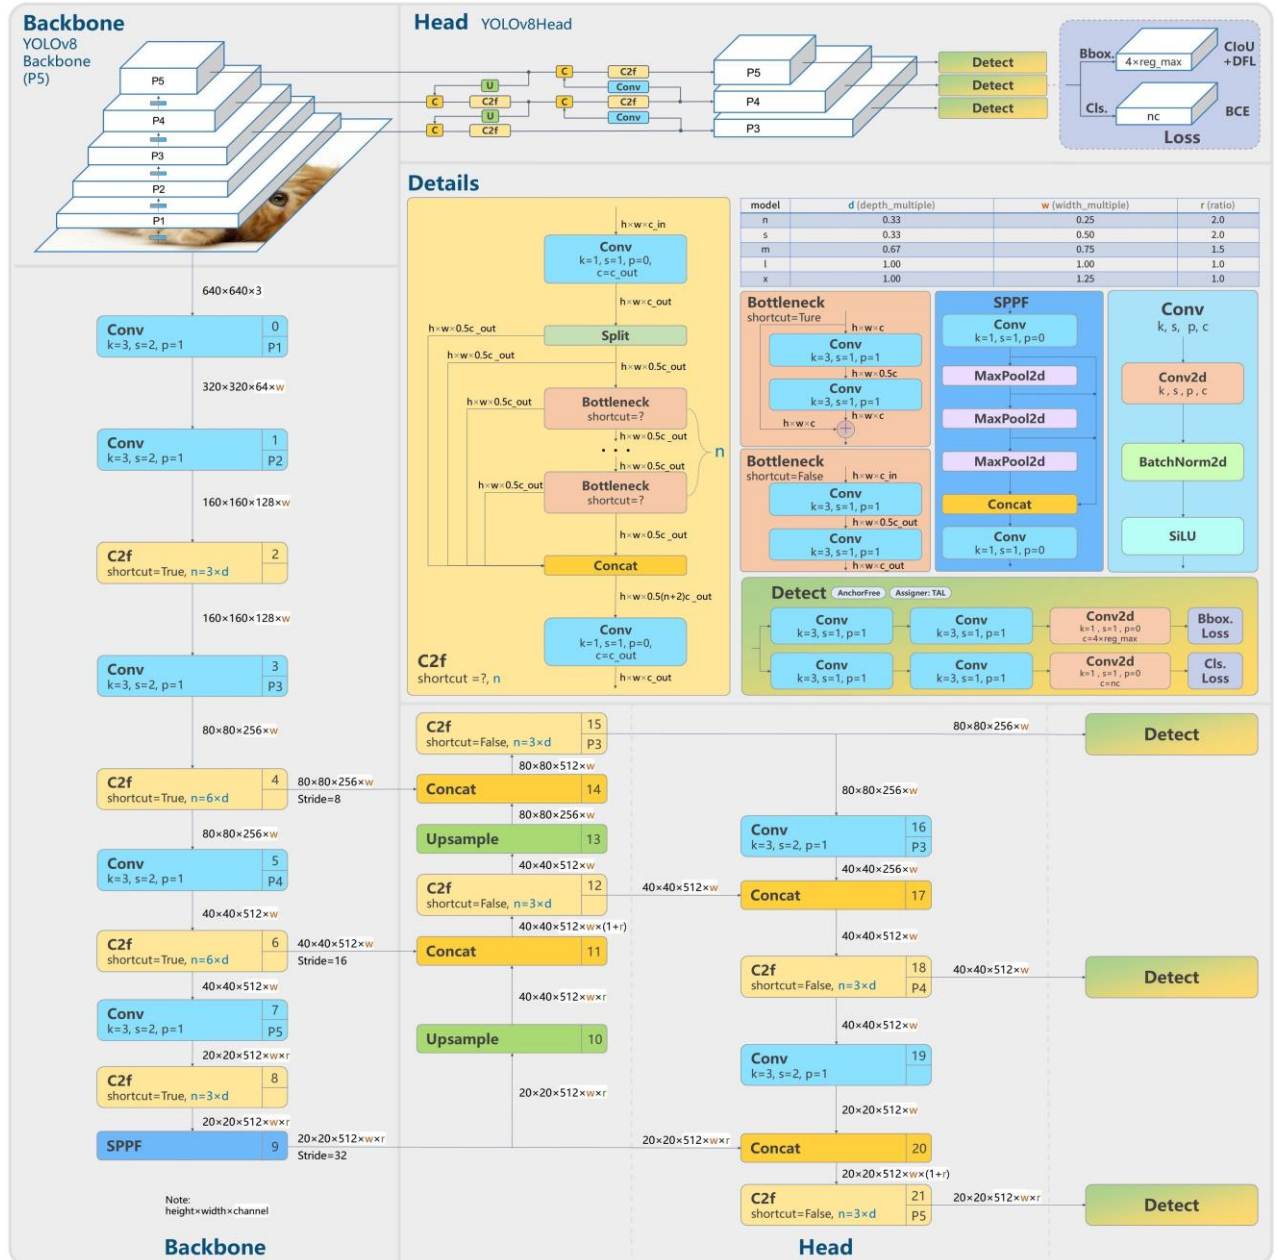 Backbone
YOLOv8
Backbone
(P5)
P5
P4
P3
P2
P1
Head YOLOv8Head
U
C
C2f
U
C
C2f
C
C2f
Conv
C
C2f
Conv
P5
P4
P3
Detect
Detect
Detect
Bbox.
4×reg_max
CIoU
+DFL
Cls.
nc
BCE
Loss
640×640×3
Conv 0
k=3, s=2, p=1 P1
320×320×64×w
Conv 1
k=3, s=2, p=1 P2
160×160×128×w
C2f 2
shortcut=True, n=3×d
160×160×128×w
Conv 3
k=3, s=2, p=1 P3
80×80×256×w
C2f 4
shortcut=True, n=6×d
80×80×256×w
Stride=8
80×80×256×w
Conv 5
k=3, s=2, p=1 P4
40×40×512×w
C2f 6
shortcut=True, n=6×d
40×40×512×w
Stride=16
40×40×512×w
Conv 7
k=3, s=2, p=1 P5
20×20×512×w×r
C2f 8
shortcut=True, n=3×d
20×20×512×w×r
SPPF 9
20×20×512×w×r
Stride=32
Note:
height×width×channel
Backbone
Details
h×w×c_in
Conv
k=1, s=1, p=0,
c=c_out
h×w×c_out
h×w×0.5c_out
Split
h×w×0.5c_out
h×w×0.5c_out
h×w×0.5c_out
Bottleneck
shortcut=?
h×w×0.5c_out
· · ·
n
h×w×0.5c_out
h×w×0.5c_out
Bottleneck
shortcut=?
h×w×0.5c_out
Concat
h×w×0.5(n+2)c_out
Conv
k=1, s=1, p=0,
c=c_out
h×w×c_out
C2f
shortcut =?, n
model d (depth_multiple) w (width_multiple) r (ratio)
n 0.33 0.25 2.0
s 0.33 0.50 2.0
m 0.67 0.75 1.5
l 1.00 1.00 1.0
x 1.00 1.25 1.0
Bottleneck
shortcut=Ture
h×w×c
Conv
k=3, s=1, p=1
h×w×0.5c
Conv
k=3, s=1, p=1
h×w×c
h×w×c
+
Bottleneck
shortcut=False
h×w×c_in
Conv
k=3, s=1, p=1
h×w×0.5c_out
Conv
k=3, s=1, p=1
h×w×c_out
SPPF
Conv
k=1, s=1, p=0
MaxPool2d
MaxPool2d
MaxPool2d
Concat
Conv
k=1, s=1, p=0
Conv
k, s, p, c
Conv2d
k, s, p, c
BatchNorm2d
SiLU
Detect AnchorFree Assigner: TAL
Conv
k=3, s=1, p=1
Conv
k=3, s=1, p=1
Conv2d
k=1, s=1, p=0
c=4×reg_max
Bbox.
Loss
Conv
k=3, s=1, p=1
Conv
k=3, s=1, p=1
Conv2d
k=1, s=1, p=0
c=nc
Cls.
Loss
C2f 15
shortcut=False, n=3×d P3
80×80×256×w
Detect
80×80×512×w
Concat 14
80×80×256×w
Upsample 13
40×40×512×w
C2f 12
shortcut=False, n=3×d
40×40×512×w
40×40×512×w×(1+r)
Concat 11
40×40×512×w×r
Upsample 10
20×20×512×w×r
80×80×256×w
Conv 16
k=3, s=2, p=1 P3
40×40×256×w
Concat 17
40×40×512×w
C2f 18
shortcut=False, n=3×d P4
40×40×512×w
Detect
40×40×512×w
Conv 19
k=3, s=2, p=1
20×20×512×w
20×20×512×w×r
Concat 20
20×20×512×w×(1+r)
C2f 21
shortcut=False, n=3×d P5
20×20×512×w×r
Detect
Head